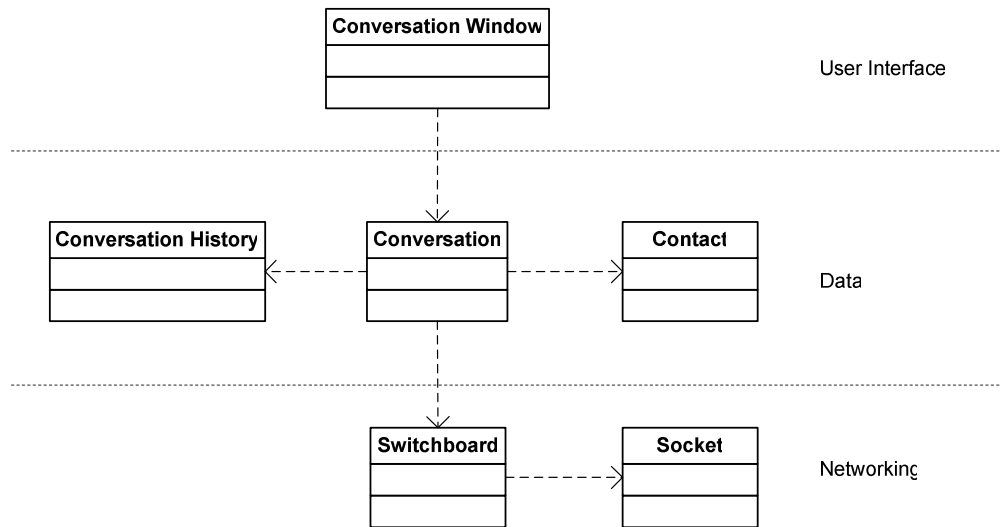 Conversation Window
User Interface
Conversation History
Conversation
Contact
Data
Switchboard
Socket
Networking